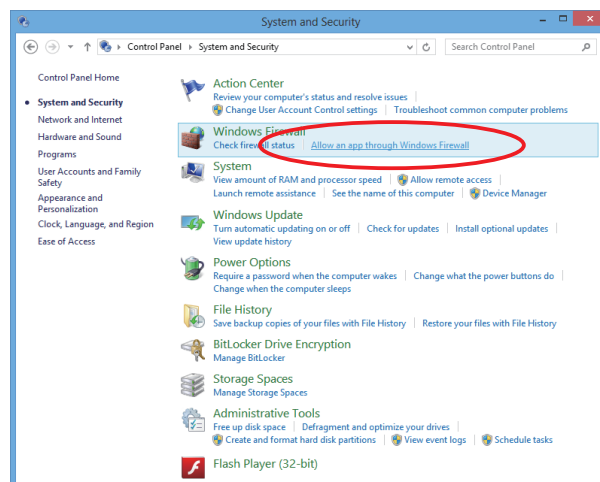 System and Security
Control Panel ▸ System and Security
Search Control Panel
Control Panel Home
System and Security
Network and Internet
Hardware and Sound
Programs
User Accounts and Family
Safety
Appearance and
Personalization
Clock, Language, and Region
Ease of Access
Action Center
Review your computer's status and resolve issues
Change User Account Control settings
Troubleshoot common computer problems
Windows Firewall
Check firewall status
Allow an app through Windows Firewall
System
View amount of RAM and processor speed
Allow remote access
Launch remote assistance
See the name of this computer
Device Manager
Windows Update
Turn automatic updating on or off
Check for updates
Install optional updates
View update history
Power Options
Require a password when the computer wakes
Change what the power buttons do
Change when the computer sleeps
File History
Save backup copies of your files with File History
Restore your files with File History
BitLocker Drive Encryption
Manage BitLocker
Storage Spaces
Manage Storage Spaces
Administrative Tools
Free up disk space
Defragment and optimize your drives
Create and format hard disk partitions
View event logs
Schedule tasks
Flash Player (32-bit)